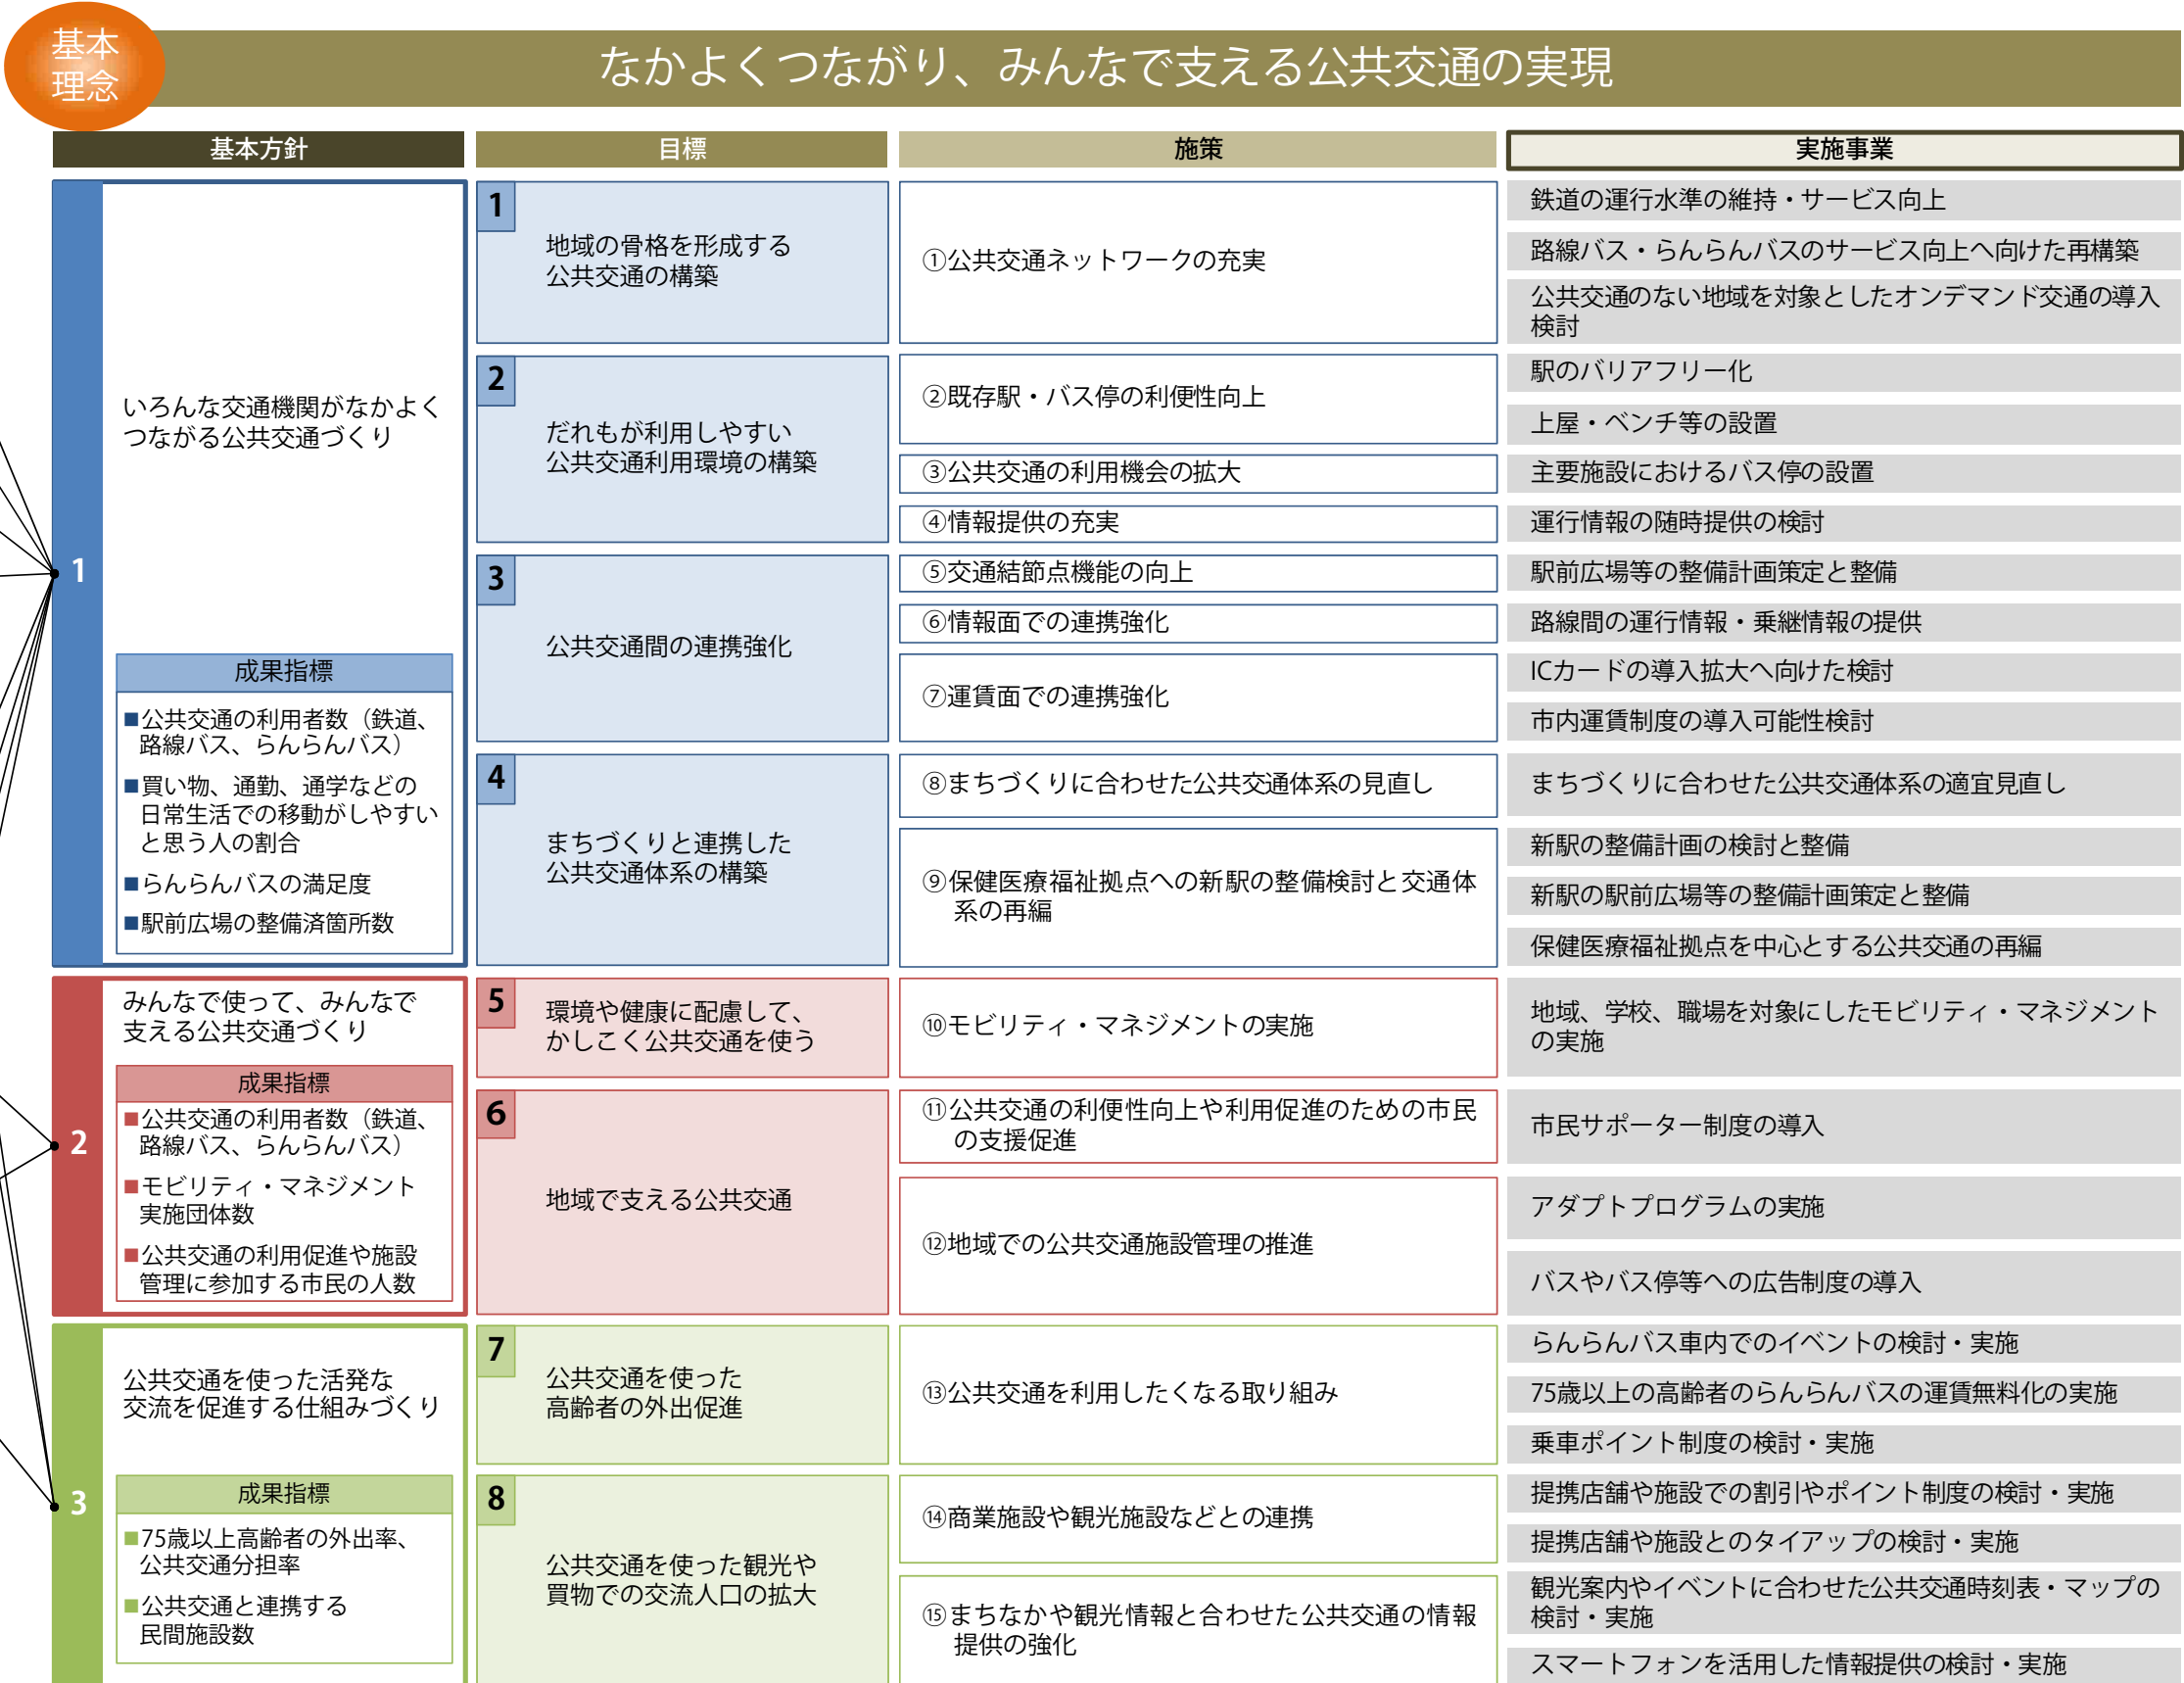 基本
理念
なかよくつながり、みんなで支える公共交通の実現
基本方針
目標
施策
実施事業
1
いろんな交通機関がなかよく
つながる公共交通づくり
成果指標
■公共交通の利用者数（鉄道、
路線バス、らんらんバス）
■買い物、通勤、通学などの
日常生活での移動がしやすい
と思う人の割合
■らんらんバスの満足度
■駅前広場の整備済箇所数
1
地域の骨格を形成する
公共交通の構築
①公共交通ネットワークの充実
鉄道の運行水準の維持・サービス向上
路線バス・らんらんバスのサービス向上へ向けた再構築
公共交通のない地域を対象としたオンデマンド交通の導入
検討
2
だれもが利用しやすい
公共交通利用環境の構築
②既存駅・バス停の利便性向上
駅のバリアフリー化
上屋・ベンチ等の設置
③公共交通の利用機会の拡大
主要施設におけるバス停の設置
④情報提供の充実
運行情報の随時提供の検討
3
公共交通間の連携強化
⑤交通結節点機能の向上
駅前広場等の整備計画策定と整備
⑥情報面での連携強化
路線間の運行情報・乗継情報の提供
⑦運賃面での連携強化
ICカードの導入拡大へ向けた検討
市内運賃制度の導入可能性検討
4
まちづくりと連携した
公共交通体系の構築
⑧まちづくりに合わせた公共交通体系の見直し
まちづくりに合わせた公共交通体系の適宜見直し
⑨保健医療福祉拠点への新駅の整備検討と交通体
系の再編
新駅の整備計画の検討と整備
新駅の駅前広場等の整備計画策定と整備
保健医療福祉拠点を中心とする公共交通の再編
2
みんなで使って、みんなで
支える公共交通づくり
成果指標
■公共交通の利用者数（鉄道、
路線バス、らんらんバス）
■モビリティ・マネジメント
実施団体数
■公共交通の利用促進や施設
管理に参加する市民の人数
5
環境や健康に配慮して、
かしこく公共交通を使う
⑩モビリティ・マネジメントの実施
地域、学校、職場を対象にしたモビリティ・マネジメント
の実施
6
地域で支える公共交通
⑪公共交通の利便性向上や利用促進のための市民
の支援促進
市民サポーター制度の導入
⑫地域での公共交通施設管理の推進
アダプトプログラムの実施
バスやバス停等への広告制度の導入
3
公共交通を使った活発な
交流を促進する仕組みづくり
成果指標
■75歳以上高齢者の外出率、
公共交通分担率
■公共交通と連携する
民間施設数
7
公共交通を使った
高齢者の外出促進
⑬公共交通を利用したくなる取り組み
らんらんバス車内でのイベントの検討・実施
75歳以上の高齢者のらんらんバスの運賃無料化の実施
乗車ポイント制度の検討・実施
8
公共交通を使った観光や
買物での交流人口の拡大
⑭商業施設や観光施設などとの連携
提携店舗や施設での割引やポイント制度の検討・実施
提携店舗や施設とのタイアップの検討・実施
⑮まちなかや観光情報と合わせた公共交通の情報
提供の強化
観光案内やイベントに合わせた公共交通時刻表・マップの
検討・実施
スマートフォンを活用した情報提供の検討・実施